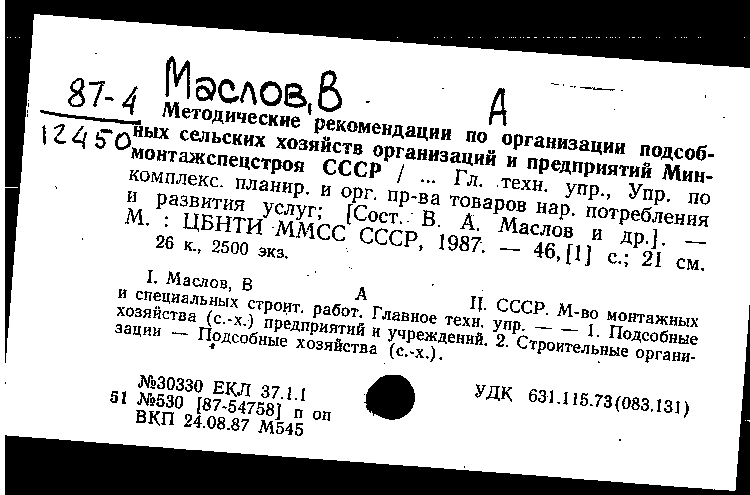 Маслов, В А
87-4
12450
Методические рекомендации по организации подсоб-
ных сельских хозяйств организаций и предприятий Мин-
монтажспецстроя СССР / ... Гл. техн. упр., Упр. по
комплекс. планир. и орг. пр-ва товаров нар. потребления
и развития услуг; [Сост. В. А. Маслов и др.]. —
М. : ЦБНТИ ММСС СССР, 1987. — 46, [1] с.; 21 см.
26 к., 2500 экз.
I. Маслов, В А II. СССР. М-во монтажных
и специальных строит. работ. Главное техн. упр. — — 1. Подсобные
хозяйства (с.-х.) предприятий и учреждений. 2. Строительные органи-
зации — Подсобные хозяйства (с.-х.).
№30330 ЕКЛ 37.1.1
51 №530 [87-54758] п оп
ВКП 24.08.87 М545
УДК 631.115.73(083.131)